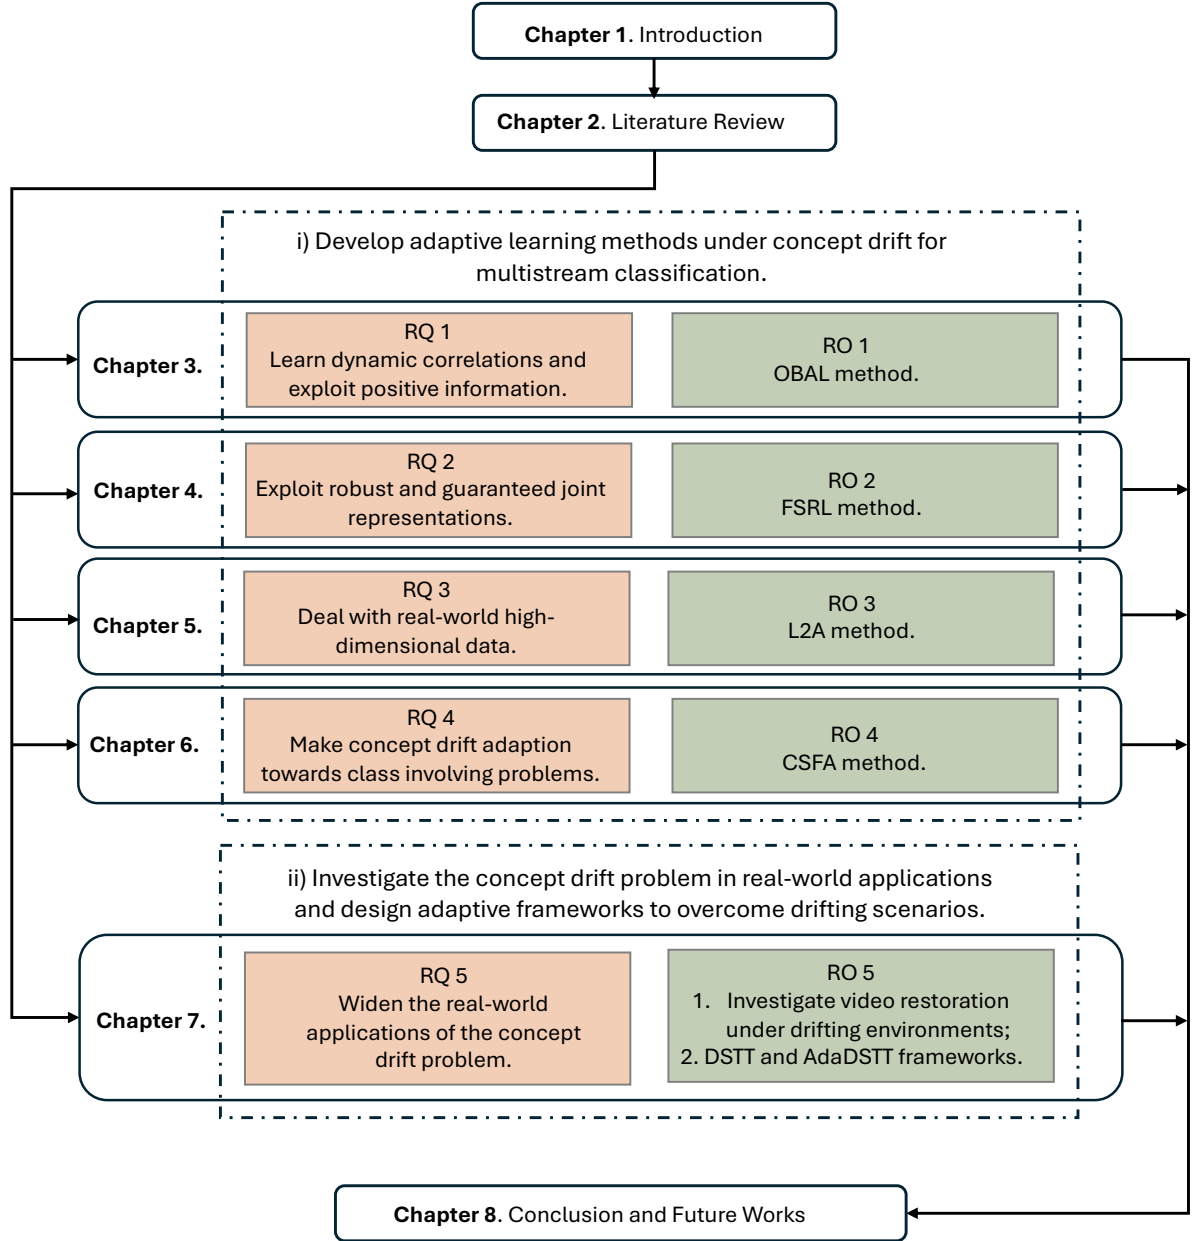 Chapter 1. Introduction
Chapter 2. Literature Review
i) Develop adaptive learning methods under concept drift for
multistream classification.
Chapter 3.
RQ 1
Learn dynamic correlations and
exploit positive information.
RO 1
OBAL method.
Chapter 4.
RQ 2
Exploit robust and guaranteed joint
representations.
RO 2
FSRL method.
Chapter 5.
RQ 3
Deal with real-world high-
dimensional data.
RO 3
L2A method.
Chapter 6.
RQ 4
Make concept drift adaption
towards class involving problems.
RO 4
CSFA method.
ii) Investigate the concept drift problem in real-world applications
and design adaptive frameworks to overcome drifting scenarios.
Chapter 7.
RQ 5
Widen the real-world
applications of the concept
drift problem.
RO 5
1. Investigate video restoration
under drifting environments;
2. DSTT and AdaDSTT frameworks.
Chapter 8. Conclusion and Future Works